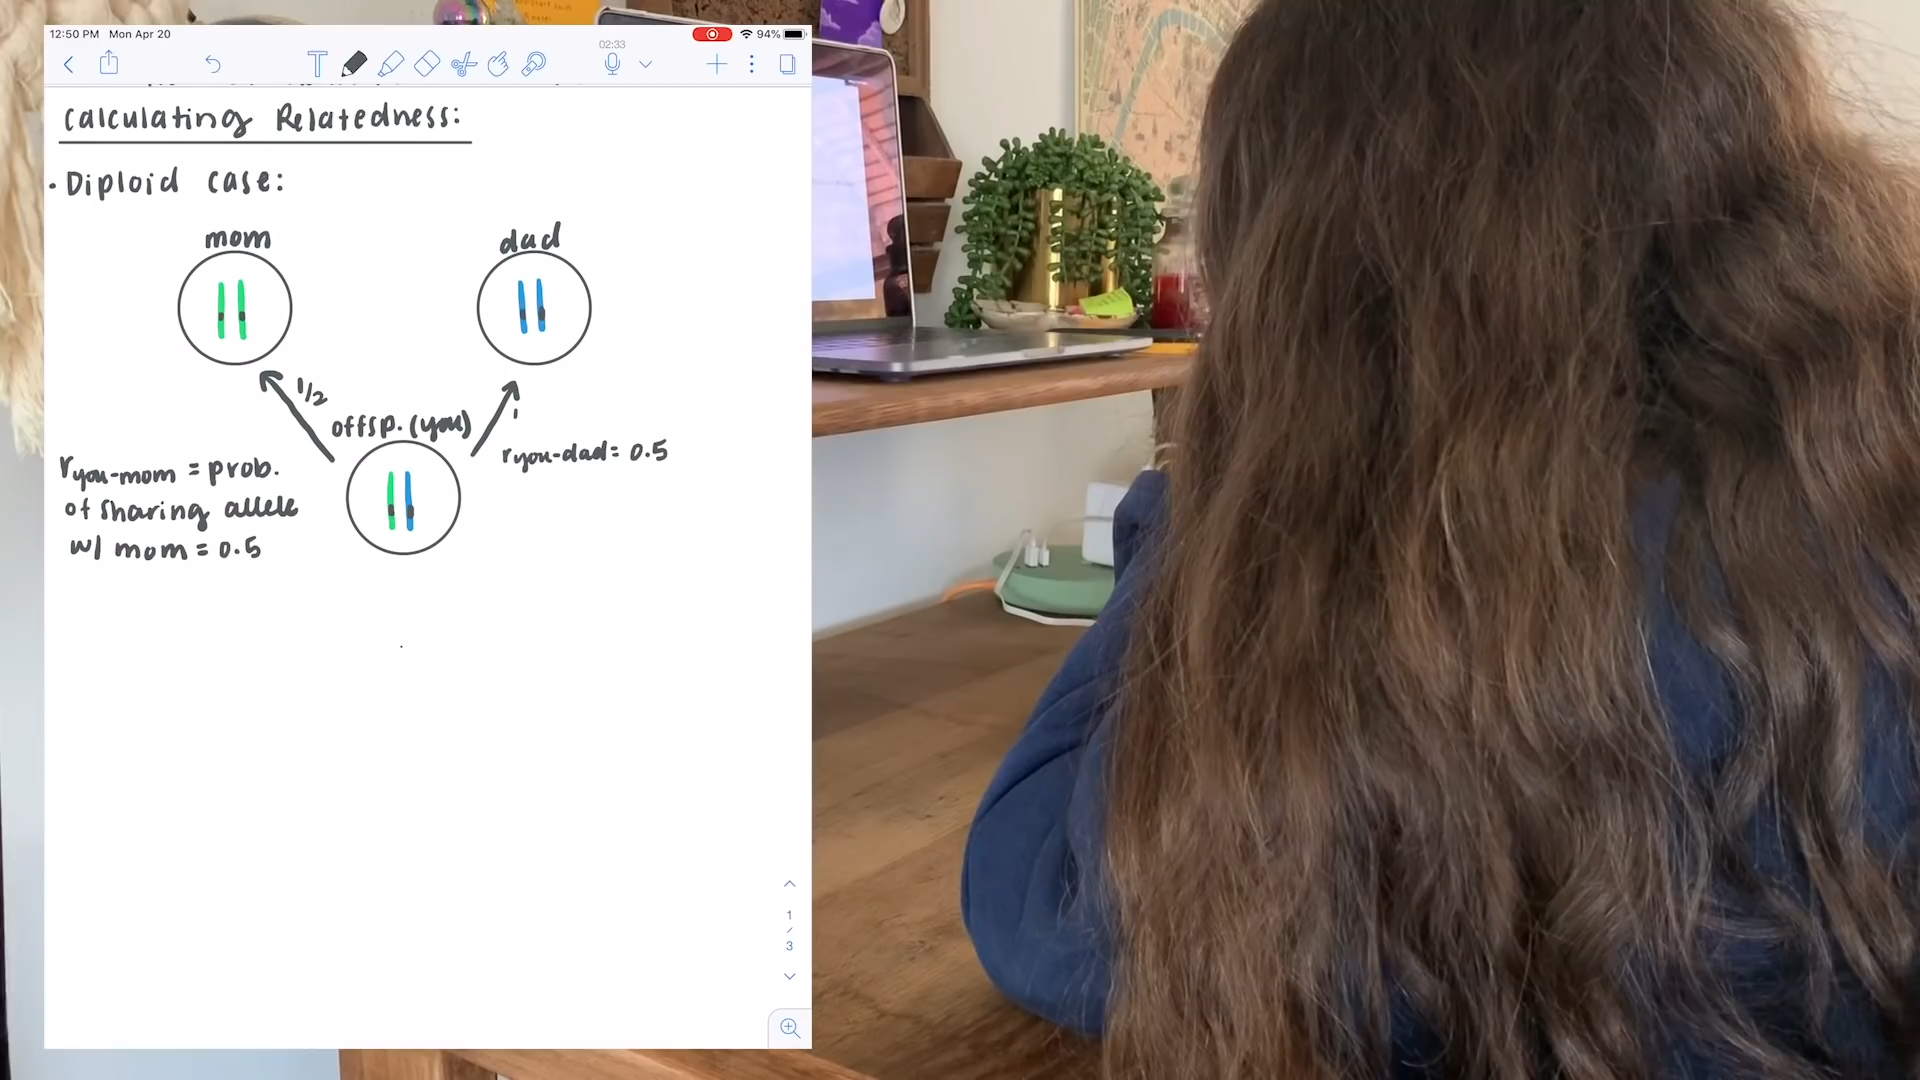 12:50 PM Mon Apr 20
94%
02:33
T
Calculating Relatedness:
· Diploid case:
mom
dad
1/2
offsp. (you)
r you-mom = prob.
of sharing allele
w/ mom = 0.5
r you-dad = 0.5
1
/
3